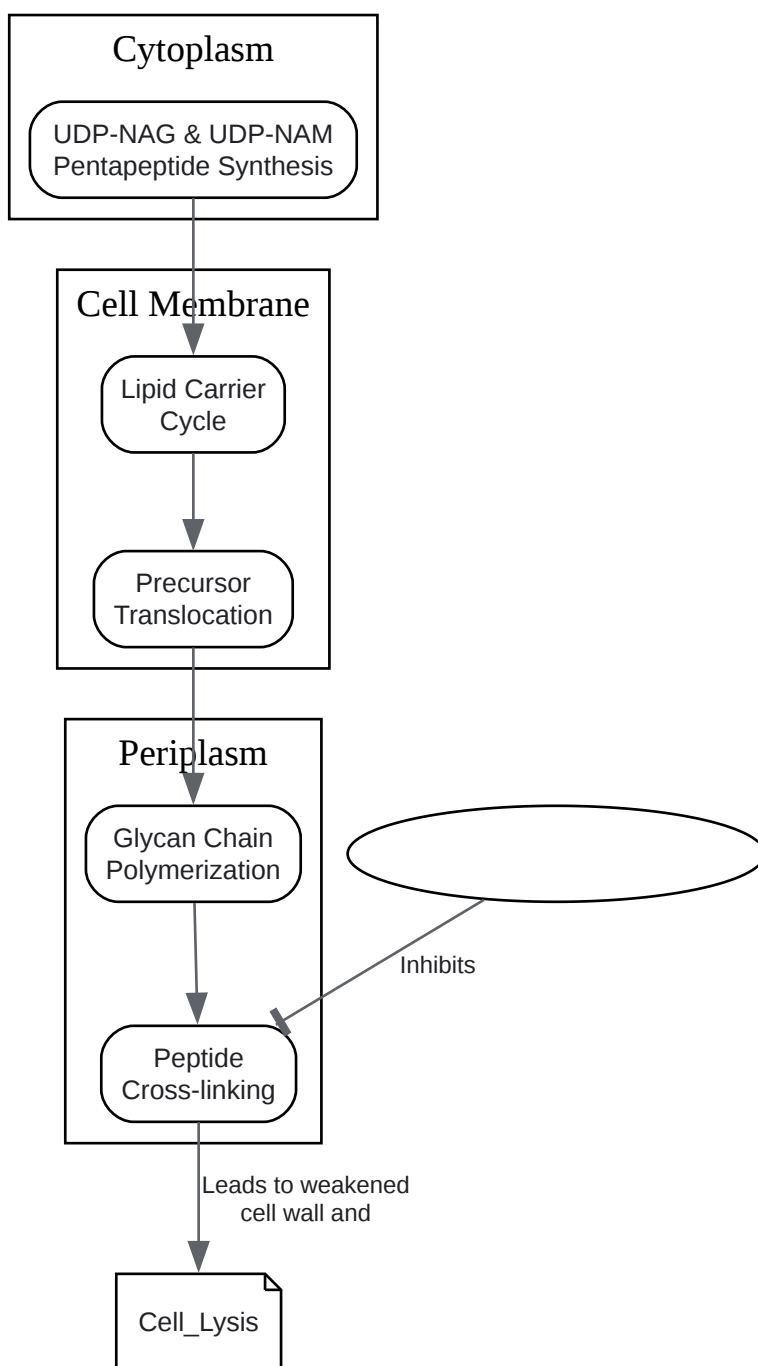 Cytoplasm
UDP-NAG & UDP-NAM
Pentapeptide Synthesis
Cell Membrane
Lipid Carrier
Cycle
Precursor
Translocation
Periplasm
Glycan Chain
Polymerization
Inhibits
Peptide
Cross-linking
Leads to weakened
cell wall and
Cell_Lysis